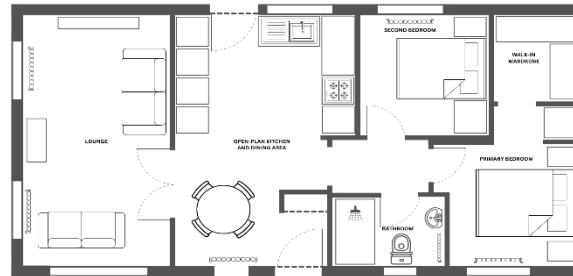 SECOND BEDROOM
WALK-IN
WARDROBE
LOUNGE
OPEN-PLAN KITCHEN
AND DINING AREA
PRIMARY BEDROOM
BATHROOM